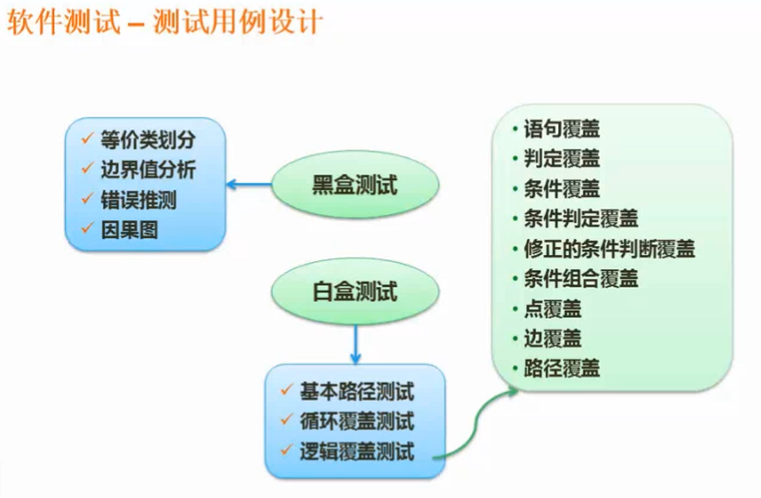 软件测试 – 测试用例设计
等价类划分
边界值分析
错误推测
因果图
黑盒测试
白盒测试
基本路径测试
循环覆盖测试
逻辑覆盖测试
语句覆盖
判定覆盖
条件覆盖
条件判定覆盖
修正的条件判断覆盖
条件组合覆盖
点覆盖
边覆盖
路径覆盖